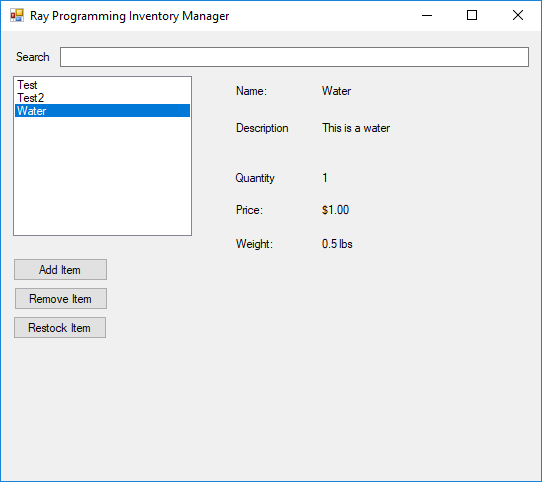 Ray Programming Inventory Manager
Search
Test
Test2
Water
Name: Water
Description This is a water
Quantity 1
Price: $1.00
Weight: 0.5 lbs
Add Item
Remove Item
Restock Item